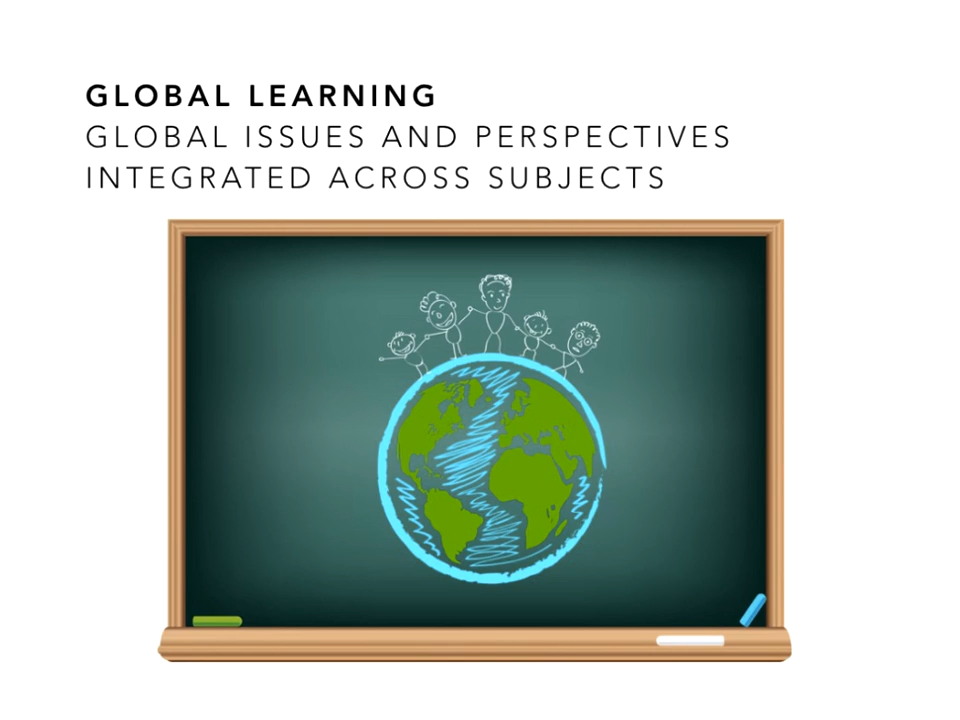 GLOBAL LEARNING
GLOBAL ISSUES AND PERSPECTIVES
INTEGRATED ACROSS SUBJECTS